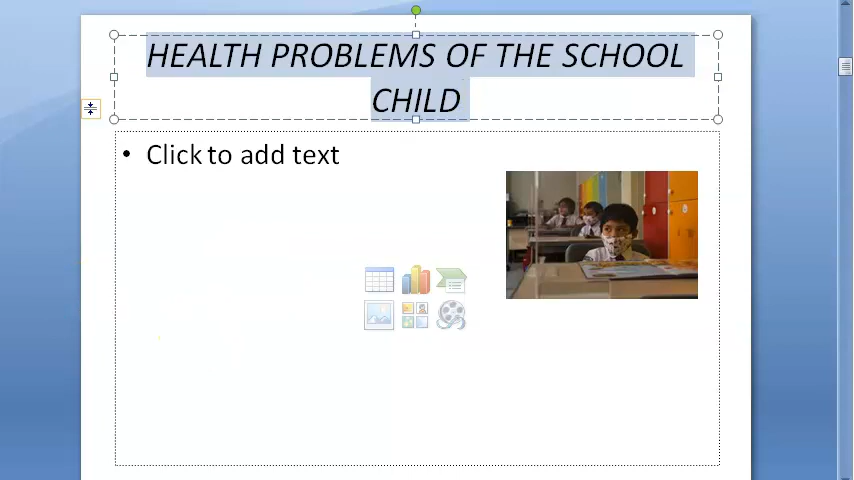 HEALTH PROBLEMS OF THE SCHOOL
CHILD
• Click to add text